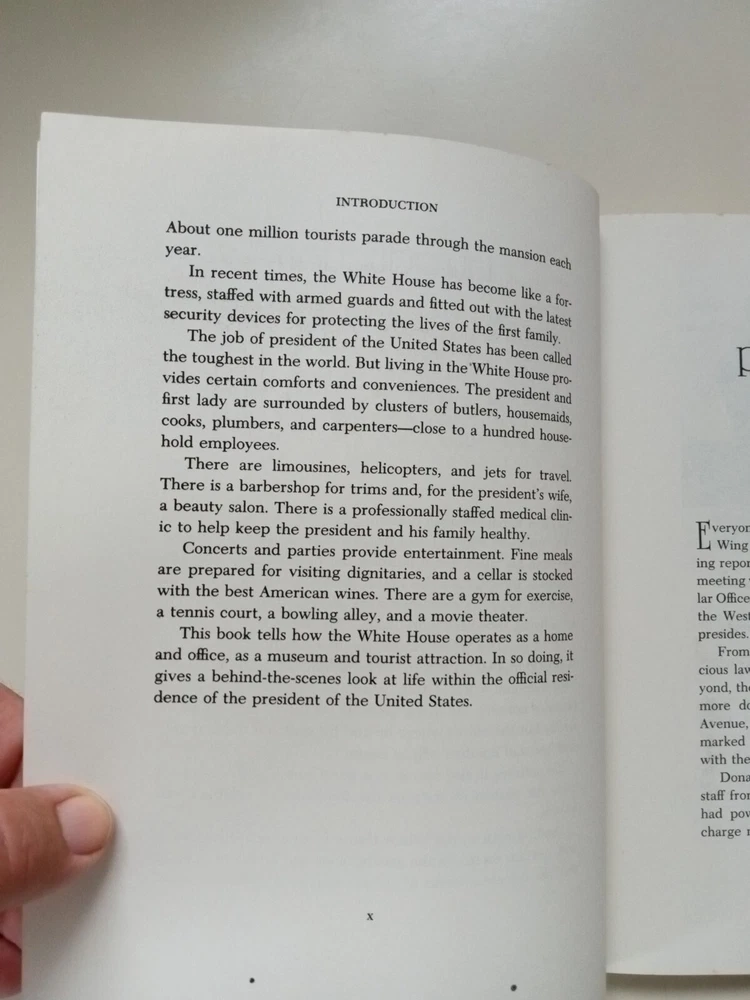 INTRODUCTION
About one million tourists parade through the mansion each
year.
In recent times, the White House has become like a for-
tress, staffed with armed guards and fitted out with the latest
security devices for protecting the lives of the first family.
The job of president of the United States has been called
the toughest in the world. But living in the White House pro-
vides certain comforts and conveniences. The president and
first lady are surrounded by clusters of butlers, housemaids,
cooks, plumbers, and carpenters—close to a hundred house-
hold employees.
There are limousines, helicopters, and jets for travel.
There is a barbershop for trims and, for the president's wife,
a beauty salon. There is a professionally staffed medical clin-
ic to help keep the president and his family healthy.
Concerts and parties provide entertainment. Fine meals
are prepared for visiting dignitaries, and a cellar is stocked
with the best American wines. There are a gym for exercise,
a tennis court, a bowling alley, and a movie theater.
This book tells how the White House operates as a home
and office, as a museum and tourist attraction. In so doing, it
gives a behind-the-scenes look at life within the official resi-
dence of the president of the United States.
x
Everyon
Wing
ing repor
meeting
lar Office
the West
presides.
From
cious law
yond, the
more do
Avenue,
marked
with the
Dona
staff from
had pow
charge